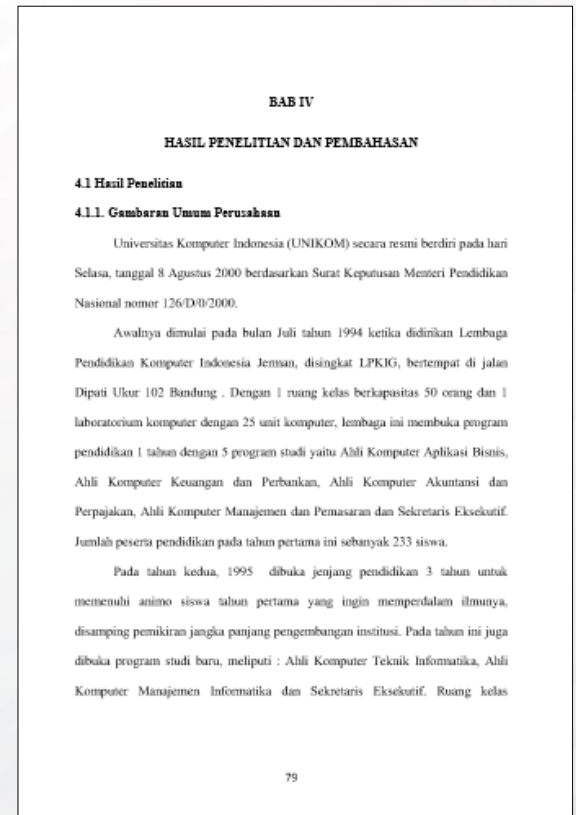 BAB IV
HASIL PENELITIAN DAN PEMBAHASAN
4.1 Hasil Penelitian
4.1.1. Gambaran Umum Perusahaan
Universitas Komputer Indonesia (UNIKOM) secara resmi berdiri pada hari
Selasa, tanggal 8 Agustus 2000 berdasarkan Surat Keputusan Menteri Pendidikan
Nasional nomor 126/D/0/2000.
Awalnya dimulai pada bulan Juli tahun 1994 ketika didirikan Lembaga
Pendidikan Komputer Indonesia Jerman, disingkat LPKIG, bertempat di jalan
Dipati Ukur 102 Bandung . Dengan 1 ruang kelas berkapasitas 50 orang dan 1
laboratorium komputer dengan 25 unit komputer, lembaga ini membuka program
pendidikan 1 tahun dengan 5 program studi yaitu Ahli Komputer Aplikasi Bisnis,
Ahli Komputer Keuangan dan Perbankan, Ahli Komputer Akuntansi dan
Perpajakan, Ahli Komputer Manajemen dan Pemasaran dan Sekretaris Eksekutif.
Jumlah peserta pendidikan pada tahun pertama ini sebanyak 233 siswa.
Pada tahun kedua, 1995 dibuka jenjang pendidikan 3 tahun untuk
memenuhi animo siswa tahun pertama yang ingin memperdalam ilmunya,
disamping pemikiran jangka panjang pengembangan institusi. Pada tahun ini juga
dibuka program studi baru, meliputi : Ahli Komputer Teknik Informatika, Ahli
Komputer Manajemen Informatika dan Sekretaris Eksekutif. Ruang kelas
79